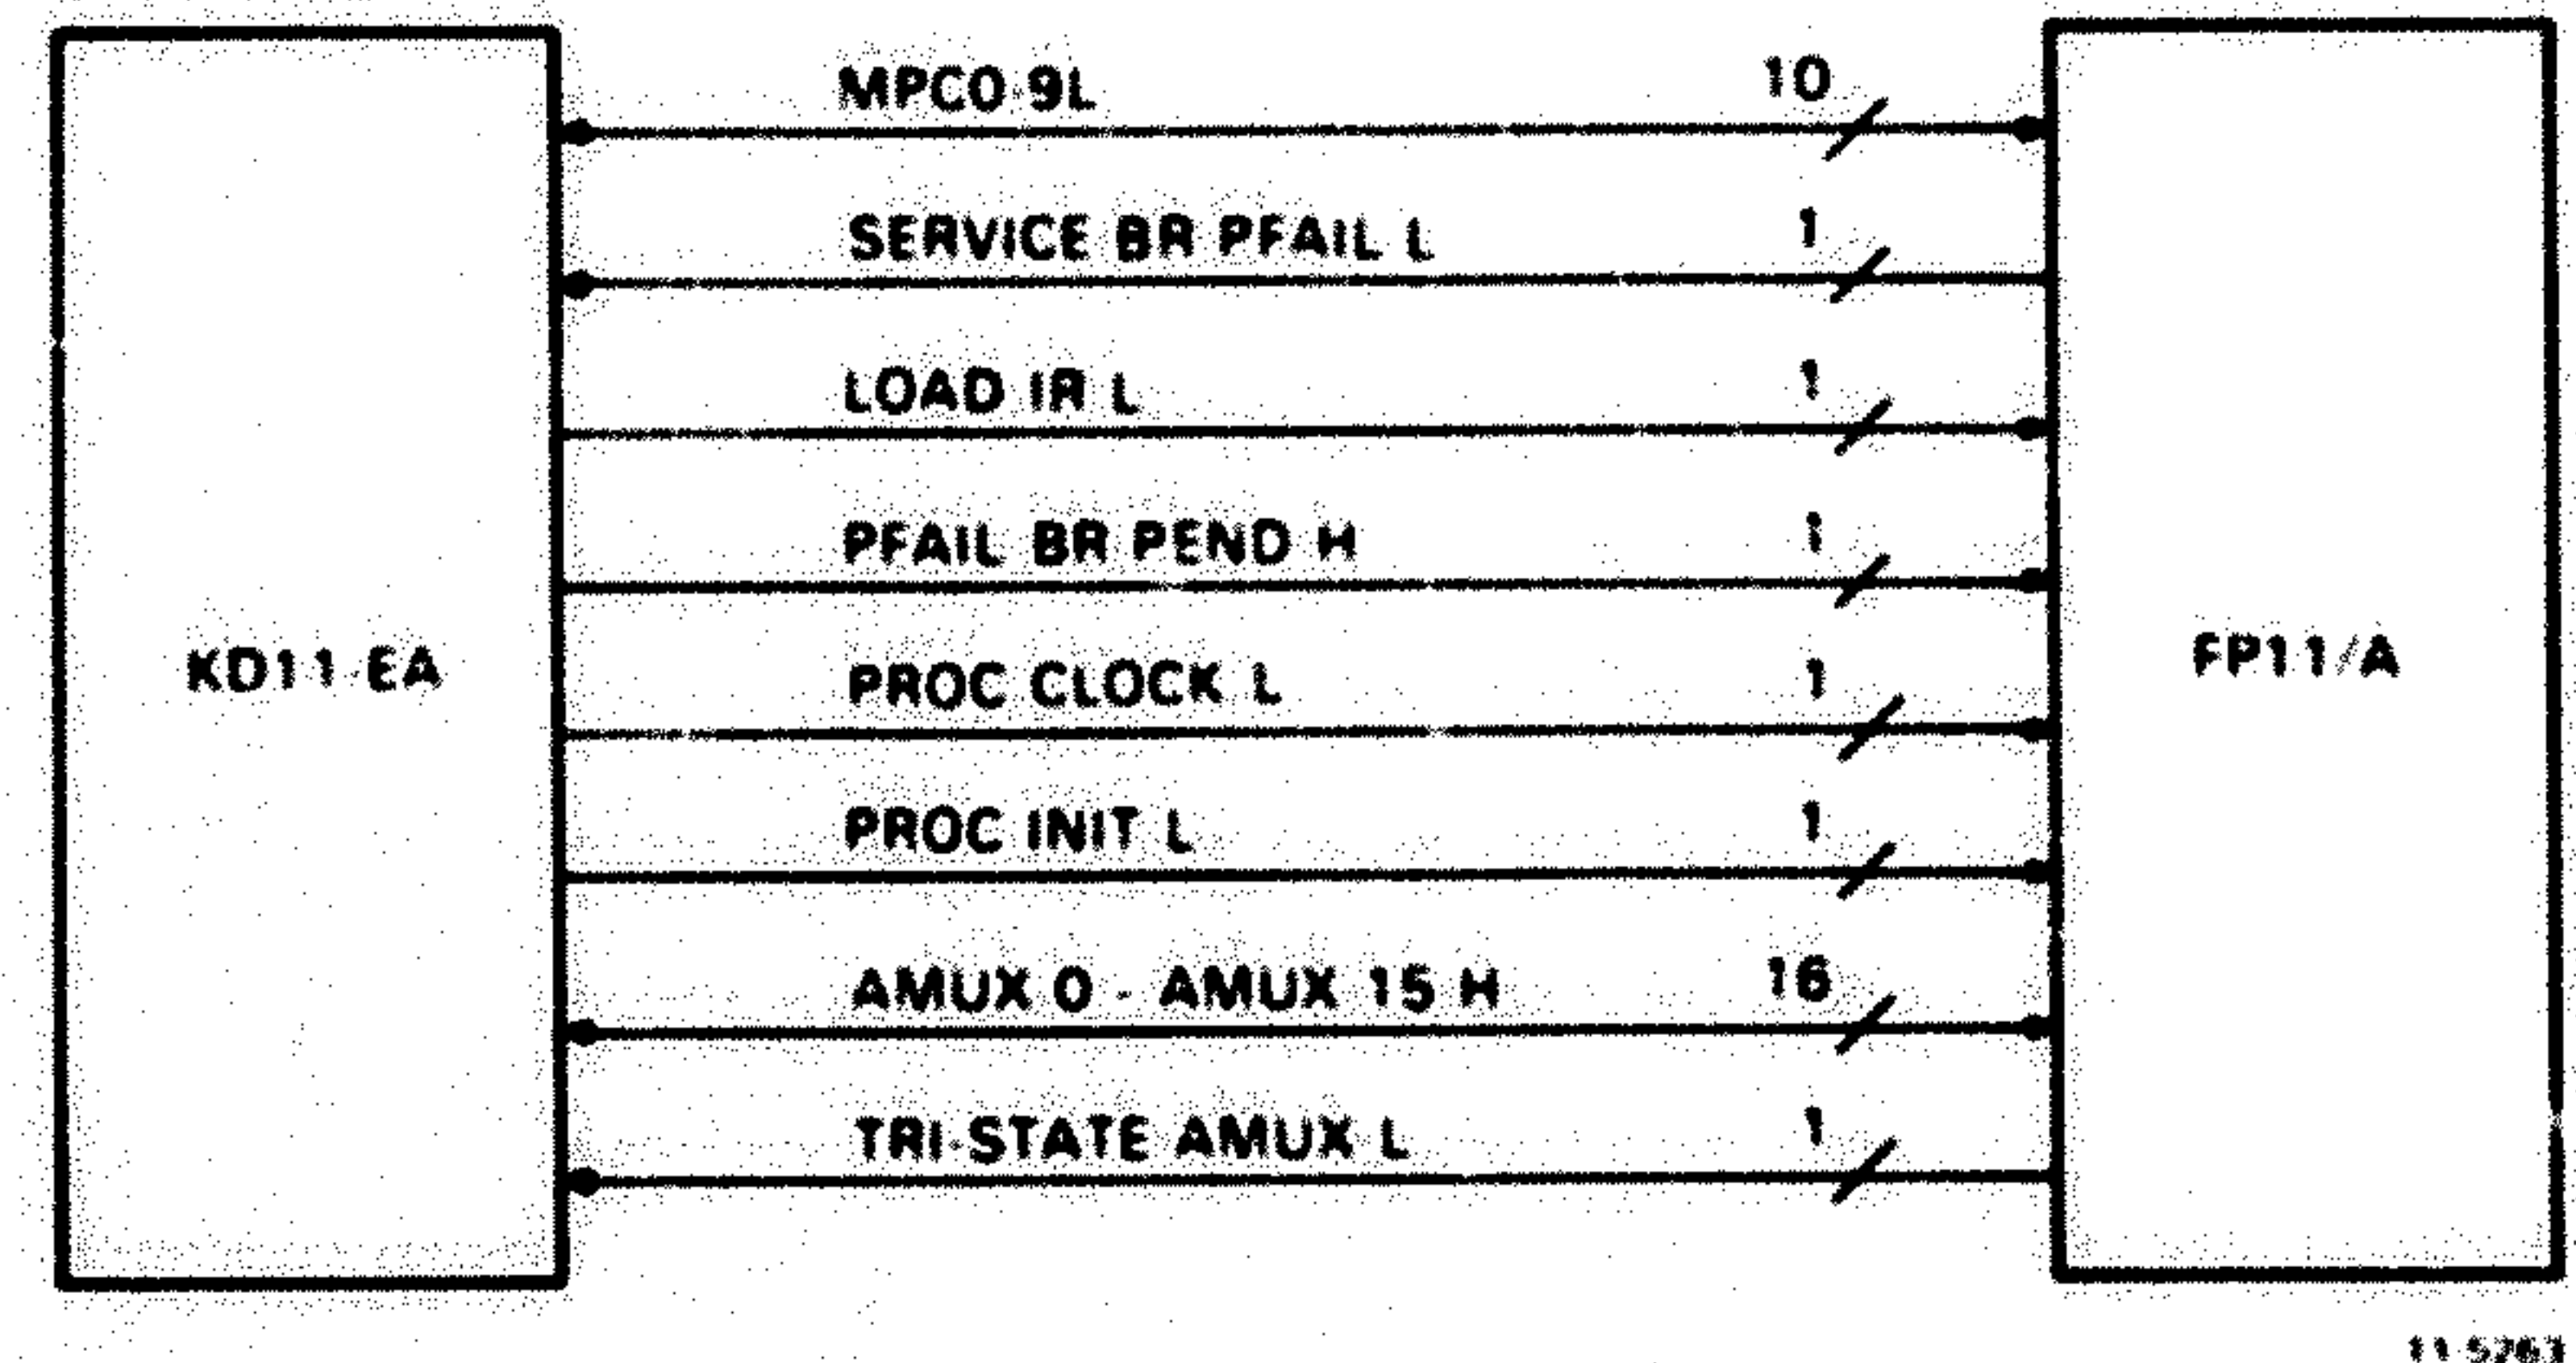 MPC0-9L 10
SERVICE BR PFAIL L 1
LOAD IR L 1
PFAIL BR PEND H 1
KD11-EA
PROC CLOCK L 1
FP11/A
PROC INIT L 1
AMUX 0 - AMUX 15 H 16
TRI-STATE AMUX L 1
11-5263